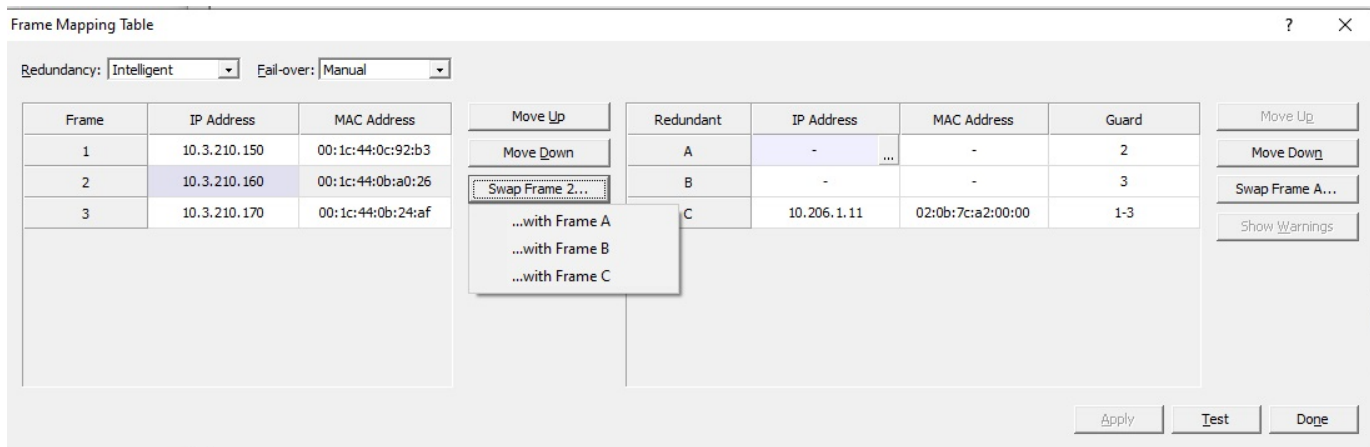 Frame Mapping Table ? ×
Redundancy: Intelligent Fail-over: Manual
Frame IP Address MAC Address
1 10.3.210.150 00:1c:44:0c:92:b3
2 10.3.210.160 00:1c:44:0b:a0:26
3 10.3.210.170 00:1c:44:0b:24:af
Move Up
Move Down
Swap Frame 2...
...with Frame A
...with Frame B
...with Frame C
Redundant IP Address MAC Address Guard
A - ... - 2
B - - 3
C 10.206.1.11 02:0b:7c:a2:00:00 1-3
Move Up
Move Down
Swap Frame A...
Show Warnings
Apply Test Done